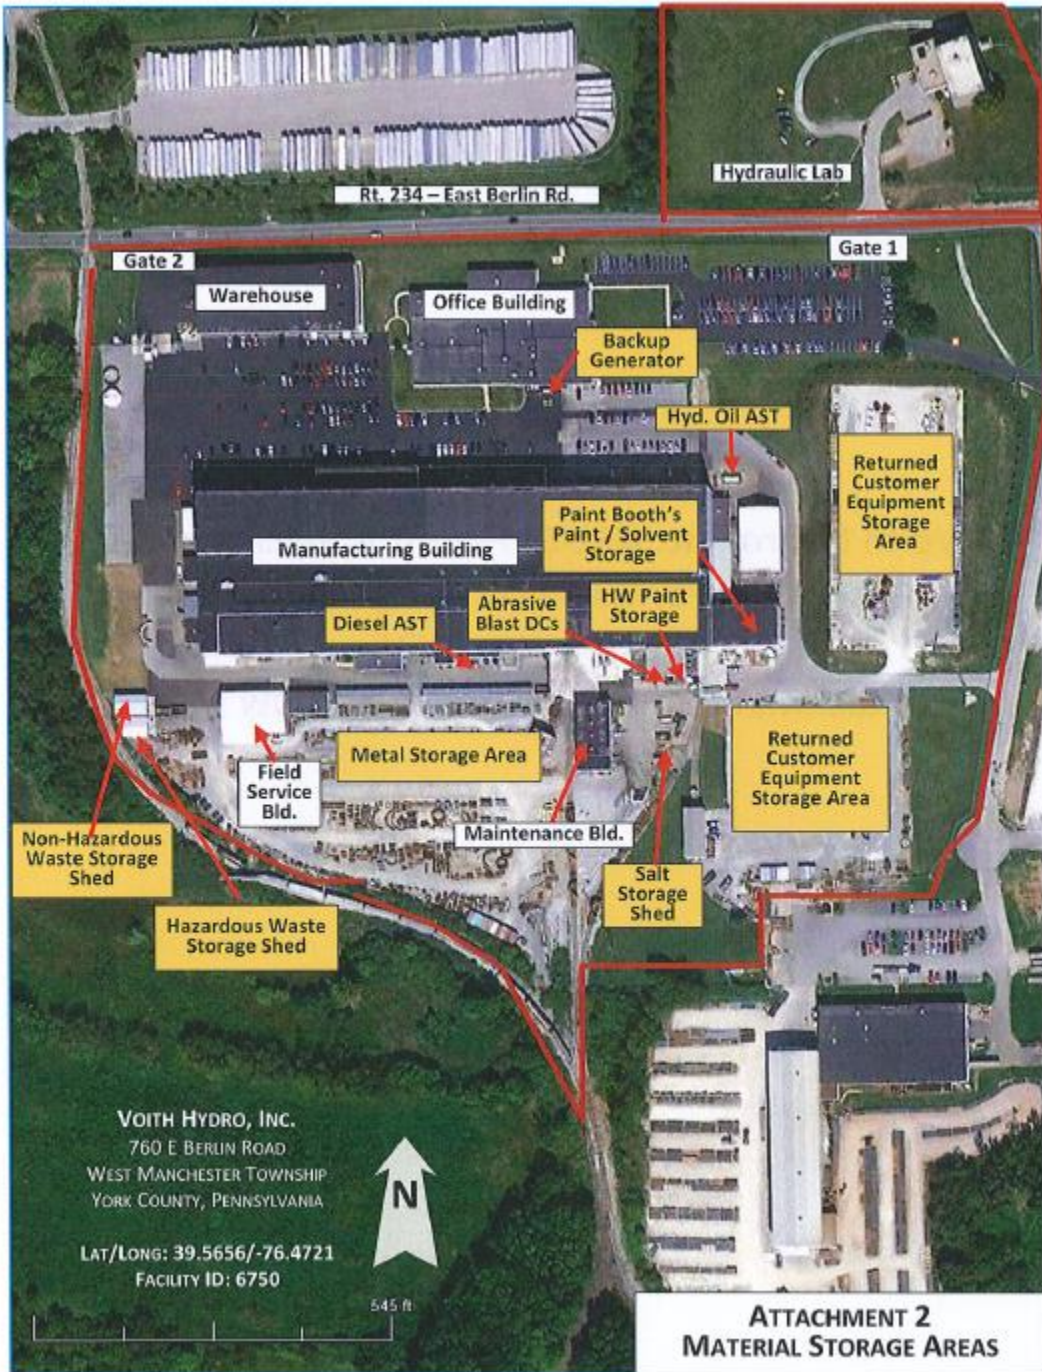 Hydraulic Lab
Rt. 234 – East Berlin Rd.
Gate 2
Gate 1
Warehouse
Office Building
Backup
Generator
Hyd. Oil AST
Returned
Customer
Equipment
Storage
Area
Paint Booth's
Paint / Solvent
Storage
Manufacturing Building
Abrasive
Blast DCs
HW Paint
Storage
Diesel AST
Metal Storage Area
Returned
Customer
Equipment
Storage Area
Field
Service
Bld.
Maintenance Bld.
Non-Hazardous
Waste Storage
Shed
Salt
Storage
Shed
Hazardous Waste
Storage Shed
VOITH HYDRO, INC.
760 E BERLIN ROAD
WEST MANCHESTER TOWNSHIP
YORK COUNTY, PENNSYLVANIA
N
LAT/LONG: 39.5656/-76.4721
FACILITY ID: 6750
545 ft
ATTACHMENT 2
MATERIAL STORAGE AREAS